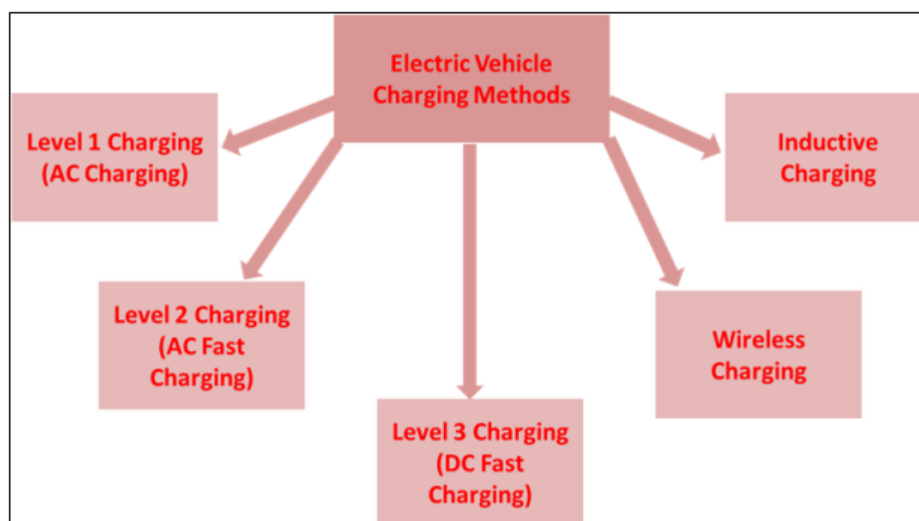 Electric Vehicle
Charging Methods
Level 1 Charging
(AC Charging)
Inductive
Charging
Level 2 Charging
(AC Fast
Charging)
Wireless
Charging
Level 3 Charging
(DC Fast
Charging)